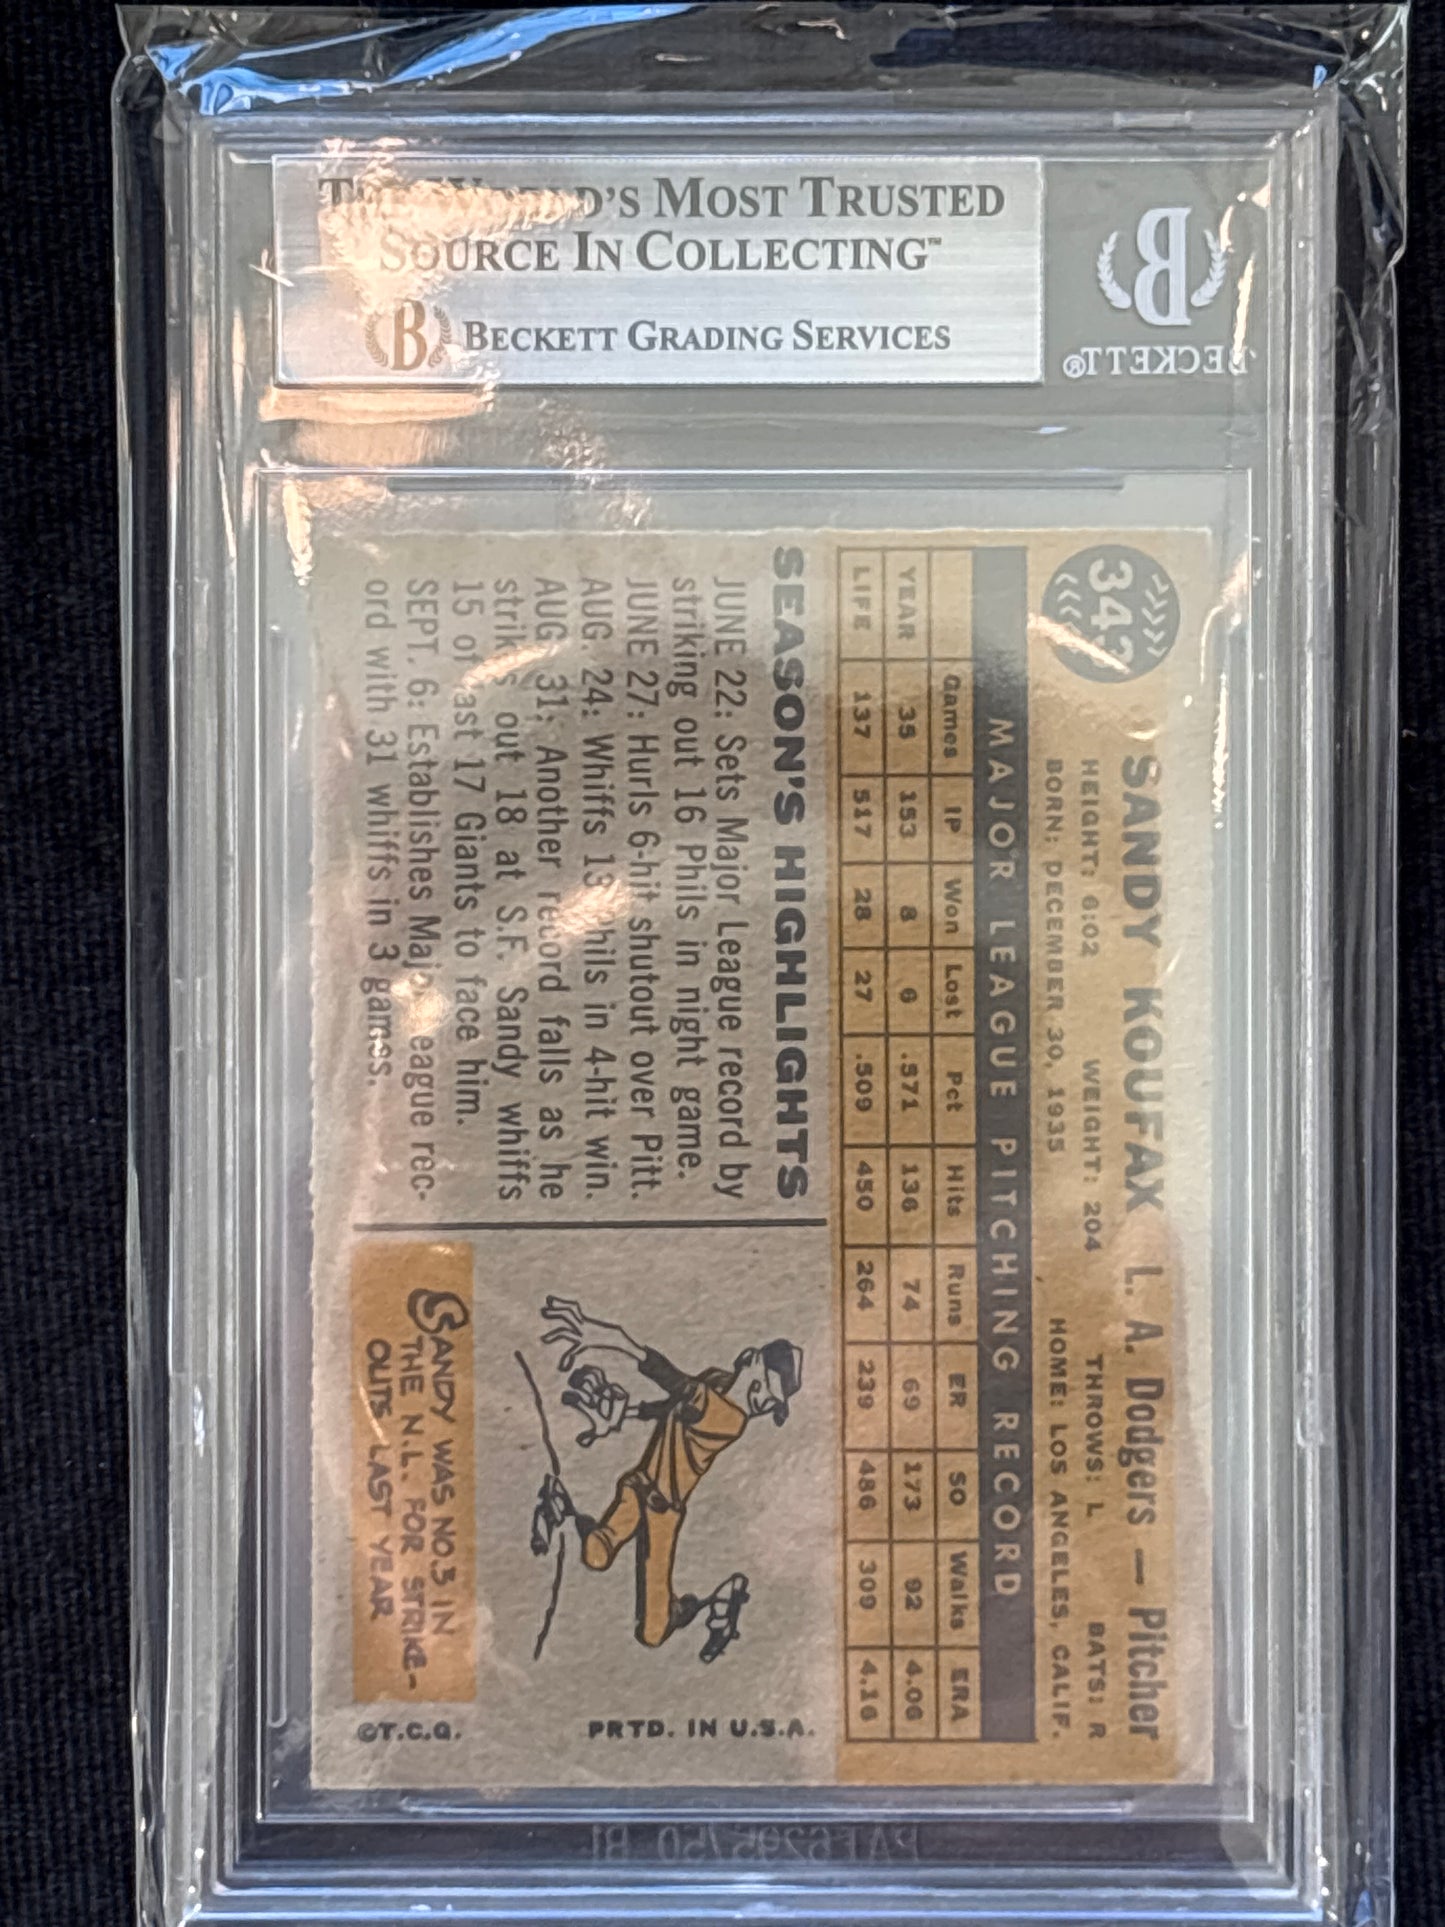 THE WORLD'S MOST TRUSTED
SOURCE IN COLLECTING™
B BECKETT GRADING SERVICES
B
BECKETT®
343
SANDY KOUFAX L. A. Dodgers — Pitcher
HEIGHT: 6:02 WEIGHT: 204 THROWS: L BATS: R
BORN: DECEMBER 30, 1935 HOME: LOS ANGELES, CALIF.
MAJOR LEAGUE PITCHING RECORD
Games IP Won Lost Pct Hits Runs ER SO Walks ERA
YEAR 35 153 8 6 .571 136 74 69 173 92 4.06
LIFE 137 517 28 27 .509 450 264 239 486 309 4.16
SEASON'S HIGHLIGHTS
JUNE 22: Sets Major League record by
striking out 16 Phils in night game.
JUNE 27: Hurls 6-hit shutout over Pitt.
AUG. 24: Whiffs 13 Phils in 4-hit win.
AUG. 31: Another record falls as he
strikes out 18 at S.F. Sandy whiffs
15 of last 17 Giants to face him.
SEPT. 6: Establishes Major League rec-
ord with 31 whiffs in 3 games.
SANDY WAS NO.3 IN
THE N.L. FOR STRIKE-
OUTS LAST YEAR
©T.C.G. PRTD. IN U.S.A.